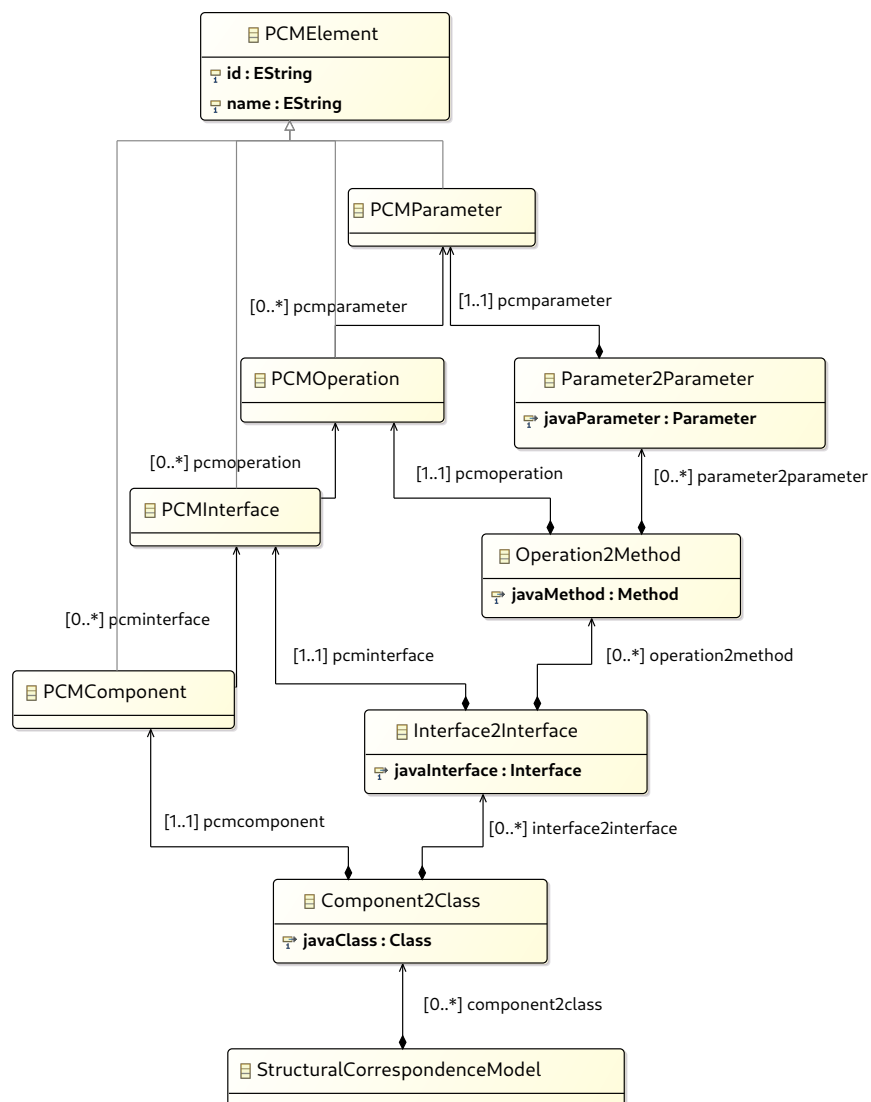 PCMElement
id : EString
name : EString
PCMParameter
[0..*] pcmparameter
[1..1] pcmparameter
PCMOperation
Parameter2Parameter
javaParameter : Parameter
[0..*] pcmoperation
[1..1] pcmoperation
[0..*] parameter2parameter
PCMInterface
Operation2Method
javaMethod : Method
[0..*] pcminterface
[1..1] pcminterface
[0..*] operation2method
PCMComponent
Interface2Interface
javaInterface : Interface
[1..1] pcmcomponent
[0..*] interface2interface
Component2Class
javaClass : Class
[0..*] component2class
StructuralCorrespondenceModel